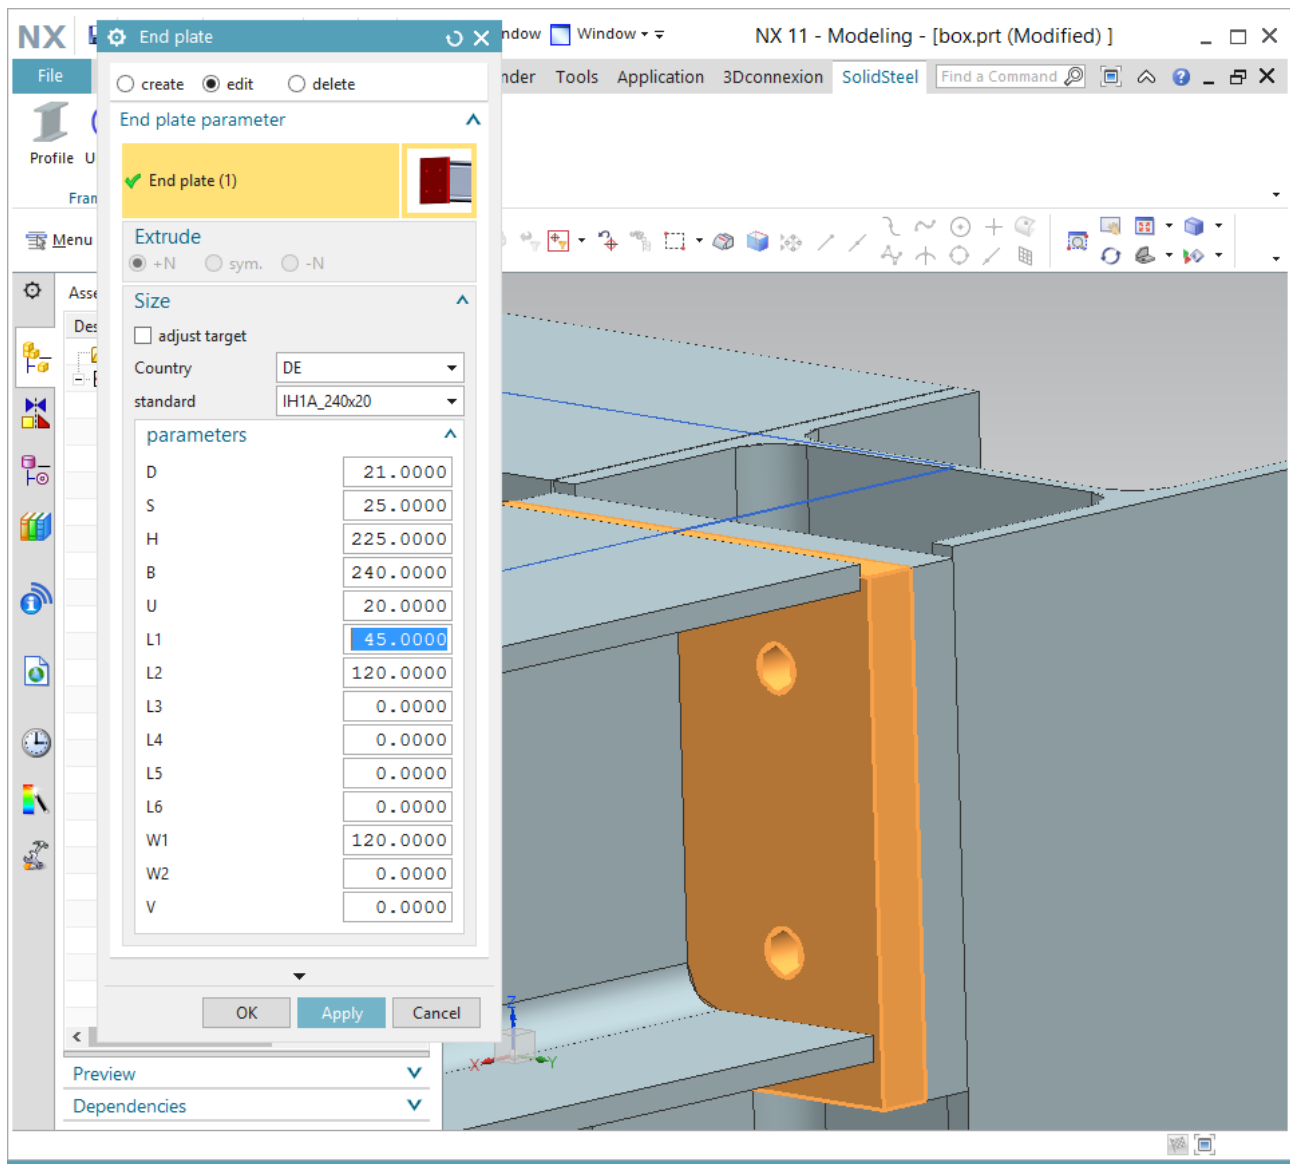 NX
End plate
ndow
Window
NX 11 - Modeling - [box.prt (Modified) ]
File
nder
Tools
Application
3Dconnexion
SolidSteel
Find a Command
create
edit
delete
End plate parameter
Profile
U
End plate (1)
Fran
Menu
Extrude
+N
sym.
-N
Asse
Size
Des
adjust target
Country
DE
standard
IH1A_240x20
parameters
D 21.0000
S 25.0000
H 225.0000
B 240.0000
U 20.0000
L1 45.0000
L2 120.0000
L3 0.0000
L4 0.0000
L5 0.0000
L6 0.0000
W1 120.0000
W2 0.0000
V 0.0000
OK
Apply
Cancel
Z
X
Y
Preview
Dependencies